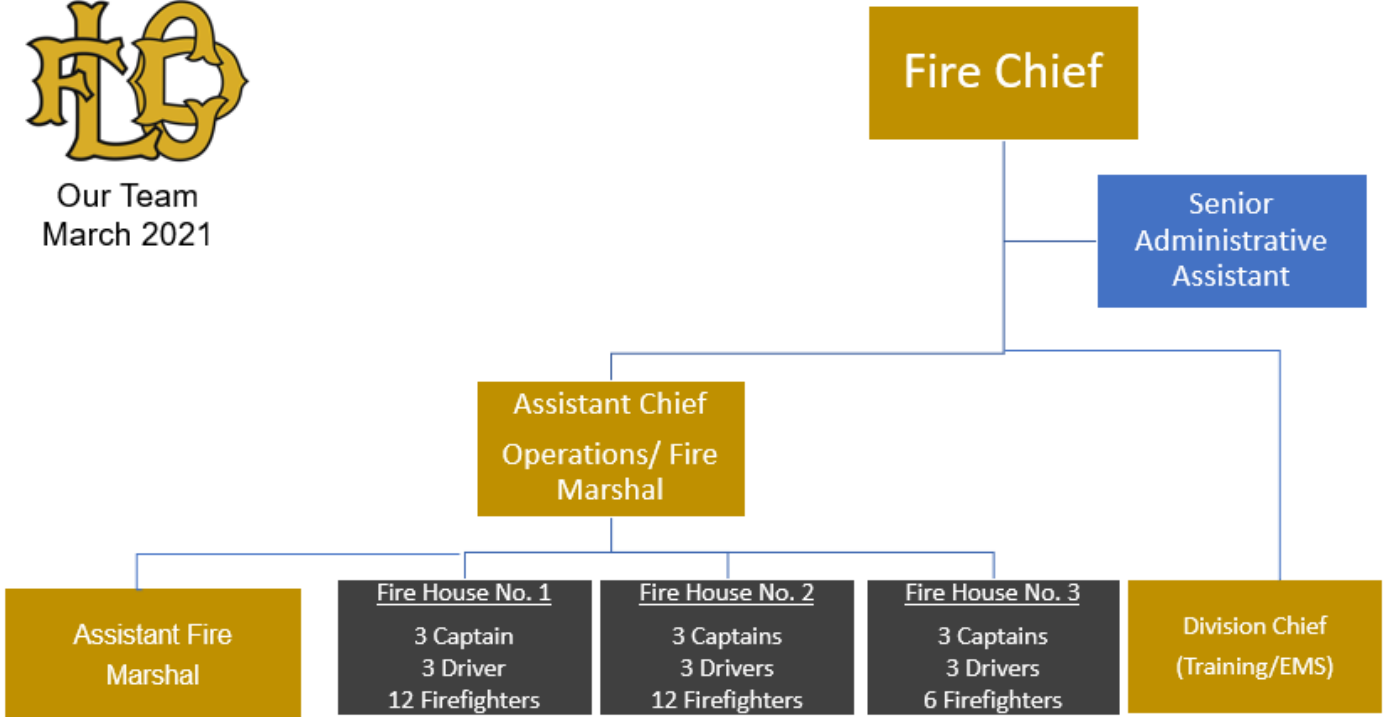 FLCD
Our Team
March 2021
Fire Chief
Senior
Administrative
Assistant
Assistant Chief
Operations/ Fire
Marshal
Assistant Fire
Marshal
Fire House No. 1
3 Captain
3 Driver
12 Firefighters
Fire House No. 2
3 Captains
3 Drivers
12 Firefighters
Fire House No. 3
3 Captains
3 Drivers
6 Firefighters
Division Chief
(Training/EMS)